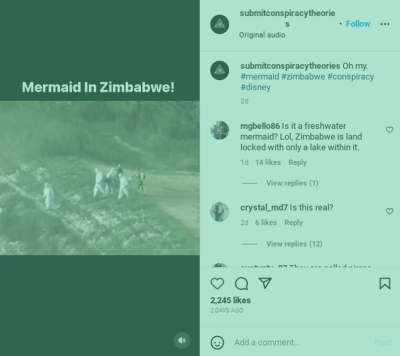 Mermaid In Zimbabwe!
submitconspiracytheorie
s
• Follow
Original audio
submitconspiracytheories Oh my.
#mermaid #zimbabwe #conspiracy
#disney
2d
mgbello86 Is it a freshwater
mermaid? Lol, Zimbabwe is land
locked with only a lake within it.
1d 14 likes Reply
View replies (1)
crystal_md7 Is this real?
2d 6 likes Reply
View replies (12)
2,245 likes
2 DAYS AGO
Add a comment...
Post